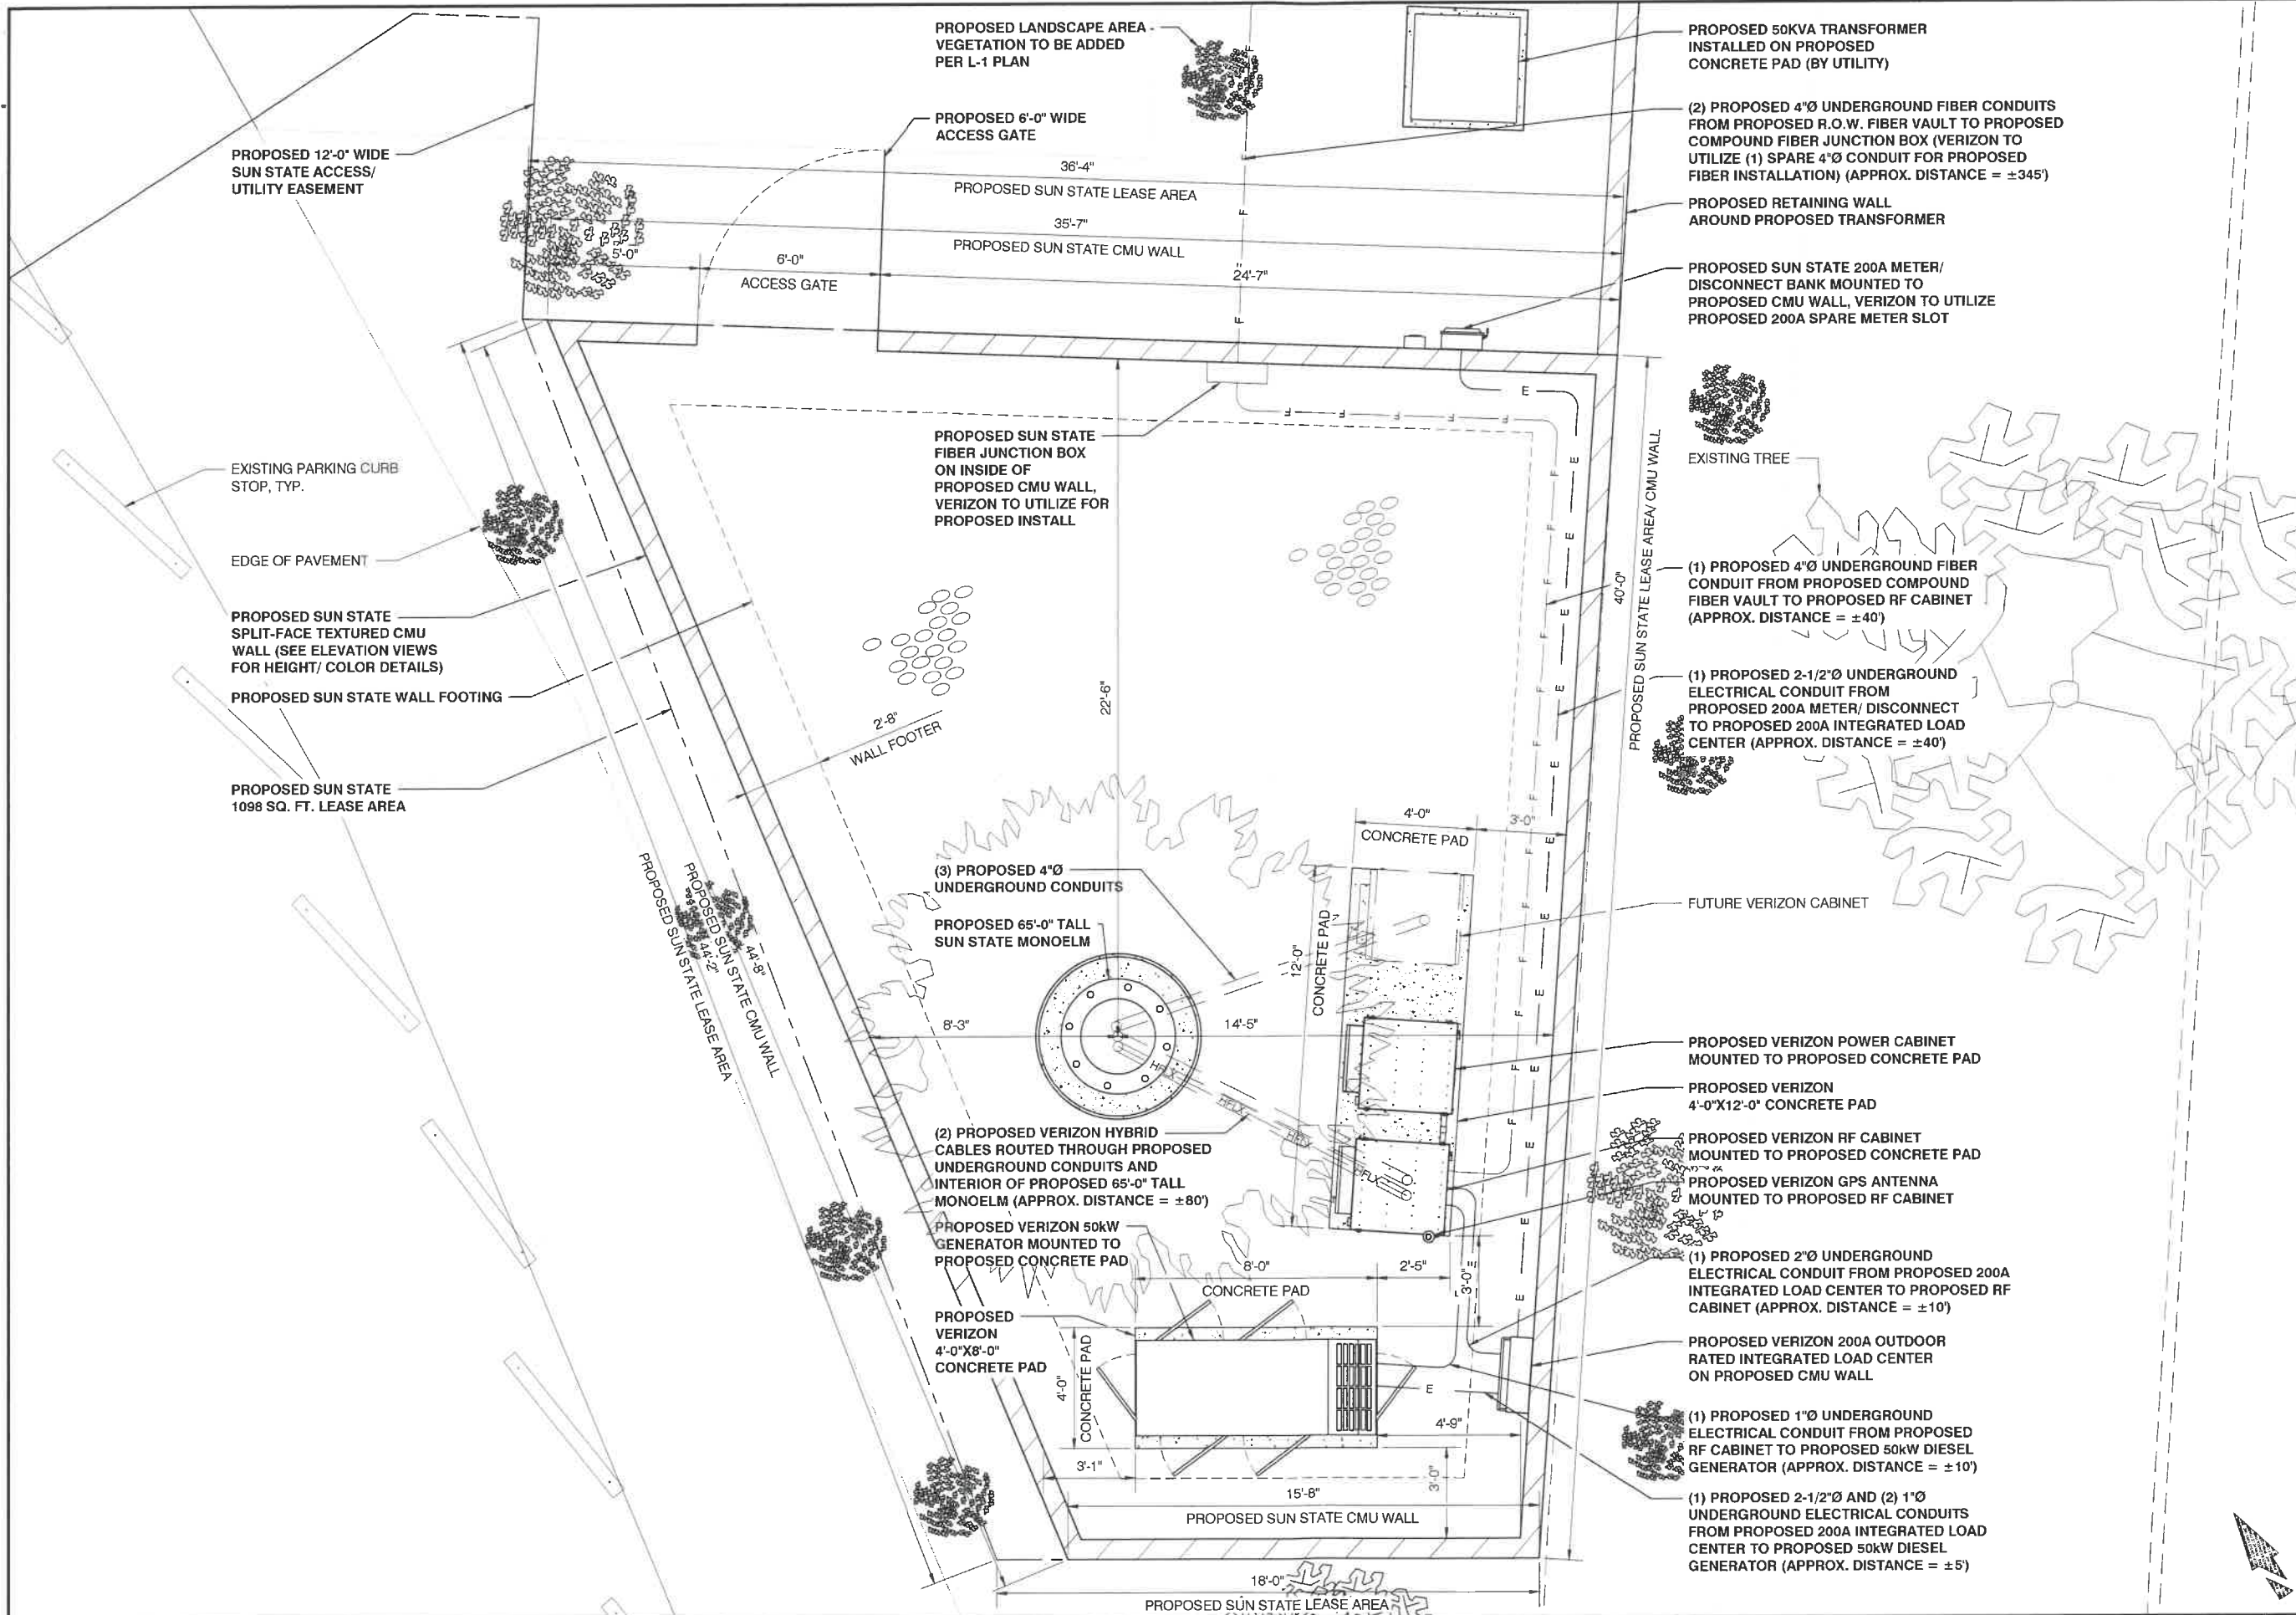 PROPOSED LANDSCAPE AREA -
VEGETATION TO BE ADDED
PER L-1 PLAN
PROPOSED 6'-0" WIDE
ACCESS GATE
PROPOSED 12'-0" WIDE
SUN STATE ACCESS/
UTILITY EASEMENT
36'-4"
PROPOSED SUN STATE LEASE AREA
35'-7"
PROPOSED SUN STATE CMU WALL
5'-0"
6'-0"
ACCESS GATE
24'-7"
PROPOSED 50KVA TRANSFORMER
INSTALLED ON PROPOSED
CONCRETE PAD (BY UTILITY)
(2) PROPOSED 4"Ø UNDERGROUND FIBER CONDUITS
FROM PROPOSED R.O.W. FIBER VAULT TO PROPOSED
COMPOUND FIBER JUNCTION BOX (VERIZON TO
UTILIZE (1) SPARE 4"Ø CONDUIT FOR PROPOSED
FIBER INSTALLATION) (APPROX. DISTANCE = ±345')
PROPOSED RETAINING WALL
AROUND PROPOSED TRANSFORMER
PROPOSED SUN STATE 200A METER/
DISCONNECT BANK MOUNTED TO
PROPOSED CMU WALL, VERIZON TO UTILIZE
PROPOSED 200A SPARE METER SLOT
EXISTING TREE
EXISTING PARKING CURB
STOP, TYP.
EDGE OF PAVEMENT
PROPOSED SUN STATE
SPLIT-FACE TEXTURED CMU
WALL (SEE ELEVATION VIEWS
FOR HEIGHT/ COLOR DETAILS)
PROPOSED SUN STATE WALL FOOTING
PROPOSED SUN STATE
1098 SQ. FT. LEASE AREA
PROPOSED SUN STATE
FIBER JUNCTION BOX
ON INSIDE OF
PROPOSED CMU WALL,
VERIZON TO UTILIZE FOR
PROPOSED INSTALL
22'-6"
2'-8"
WALL FOOTER
40'-0"
PROPOSED SUN STATE LEASE AREA/ CMU WALL
(1) PROPOSED 4"Ø UNDERGROUND FIBER
CONDUIT FROM PROPOSED COMPOUND
FIBER VAULT TO PROPOSED RF CABINET
(APPROX. DISTANCE = ±40')
(1) PROPOSED 2-1/2"Ø UNDERGROUND
ELECTRICAL CONDUIT FROM
PROPOSED 200A METER/ DISCONNECT
TO PROPOSED 200A INTEGRATED LOAD
CENTER (APPROX. DISTANCE = ±40')
4'-0"
CONCRETE PAD
3'-0"
44'-2"
PROPOSED SUN STATE LEASE AREA
44'-8"
PROPOSED SUN STATE CMU WALL
(3) PROPOSED 4"Ø
UNDERGROUND CONDUITS
PROPOSED 65'-0" TALL
SUN STATE MONOELM
12'-0"
CONCRETE PAD
FUTURE VERIZON CABINET
8'-3"
14'-5"
PROPOSED VERIZON POWER CABINET
MOUNTED TO PROPOSED CONCRETE PAD
PROPOSED VERIZON
4'-0"X12'-0" CONCRETE PAD
PROPOSED VERIZON RF CABINET
MOUNTED TO PROPOSED CONCRETE PAD
PROPOSED VERIZON GPS ANTENNA
MOUNTED TO PROPOSED RF CABINET
(2) PROPOSED VERIZON HYBRID
CABLES ROUTED THROUGH PROPOSED
UNDERGROUND CONDUITS AND
INTERIOR OF PROPOSED 65'-0" TALL
MONOELM (APPROX. DISTANCE = ±80')
PROPOSED VERIZON 50kW
GENERATOR MOUNTED TO
PROPOSED CONCRETE PAD
PROPOSED
VERIZON
4'-0"X8'-0"
CONCRETE PAD
8'-0"
CONCRETE PAD
2'-5"
3'-0"
4'-0"
CONCRETE PAD
E
4'-9"
3'-1"
3'-0"
15'-8"
PROPOSED SUN STATE CMU WALL
18'-0"
PROPOSED SUN STATE LEASE AREA
(1) PROPOSED 2"Ø UNDERGROUND
ELECTRICAL CONDUIT FROM PROPOSED 200A
INTEGRATED LOAD CENTER TO PROPOSED RF
CABINET (APPROX. DISTANCE = ±10')
PROPOSED VERIZON 200A OUTDOOR
RATED INTEGRATED LOAD CENTER
ON PROPOSED CMU WALL
(1) PROPOSED 1"Ø UNDERGROUND
ELECTRICAL CONDUIT FROM PROPOSED
RF CABINET TO PROPOSED 50kW DIESEL
GENERATOR (APPROX. DISTANCE = ±10')
(1) PROPOSED 2-1/2"Ø AND (2) 1"Ø
UNDERGROUND ELECTRICAL CONDUITS
FROM PROPOSED 200A INTEGRATED LOAD
CENTER TO PROPOSED 50kW DIESEL
GENERATOR (APPROX. DISTANCE = ±5')